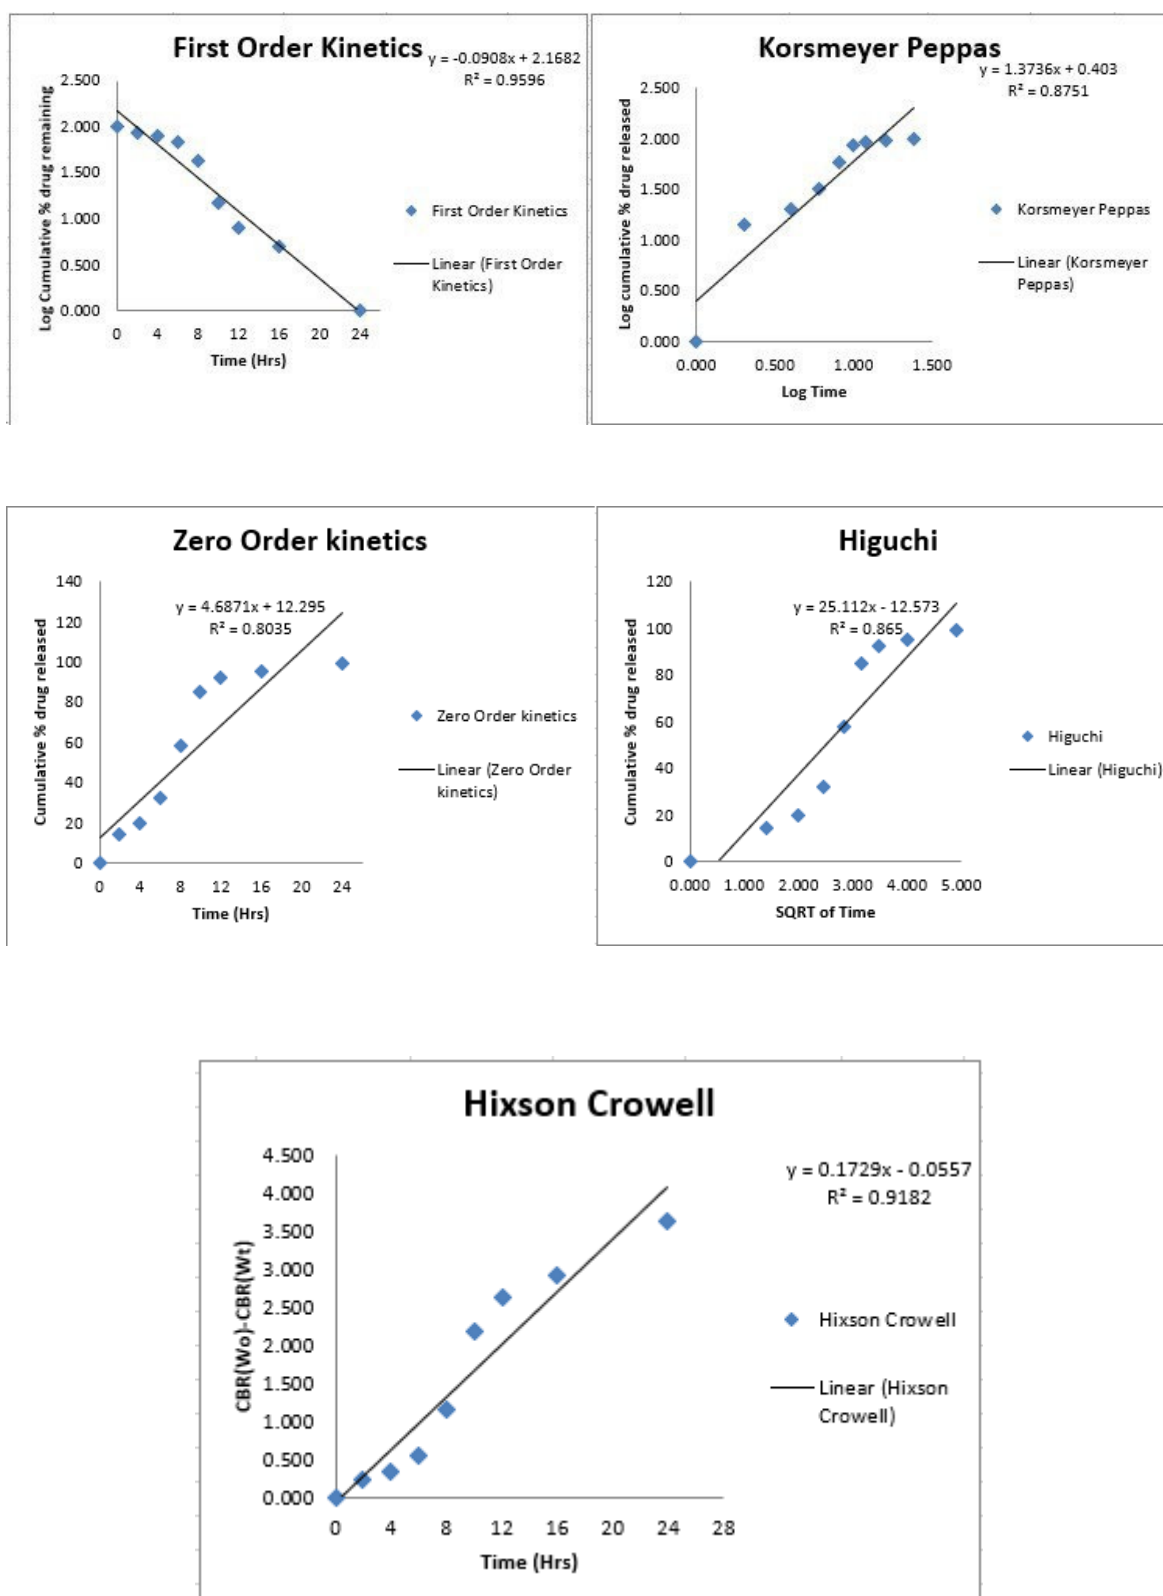 First Order Kinetics
y = -0.0908x + 2.1682
R² = 0.9596
Log Cumulative % drug remaining
2.500
2.000
1.500
1.000
0.500
0.000
0 4 8 12 16 20 24
Time (Hrs)
First Order Kinetics
Linear (First Order
Kinetics)
Korsmeyer Peppas
y = 1.3736x + 0.403
R² = 0.8751
Log cumulative % drug released
2.500
2.000
1.500
1.000
0.500
0.000
0.000 0.500 1.000 1.500
Log Time
Korsmeyer Peppas
Linear (Korsmeyer
Peppas)
Zero Order kinetics
y = 4.6871x + 12.295
R² = 0.8035
Cumulative % drug released
140
120
100
80
60
40
20
0
0 4 8 12 16 20 24
Time (Hrs)
Zero Order kinetics
Linear (Zero Order
kinetics)
Higuchi
y = 25.112x - 12.573
R² = 0.865
Cumulative % drug released
120
100
80
60
40
20
0
0.000 1.000 2.000 3.000 4.000 5.000
SQRT of Time
Higuchi
Linear (Higuchi)
Hixson Crowell
y = 0.1729x - 0.0557
R² = 0.9182
CBR(Wo)-CBR(Wt)
4.500
4.000
3.500
3.000
2.500
2.000
1.500
1.000
0.500
0.000
0 4 8 12 16 20 24 28
Time (Hrs)
Hixson Crowell
Linear (Hixson
Crowell)